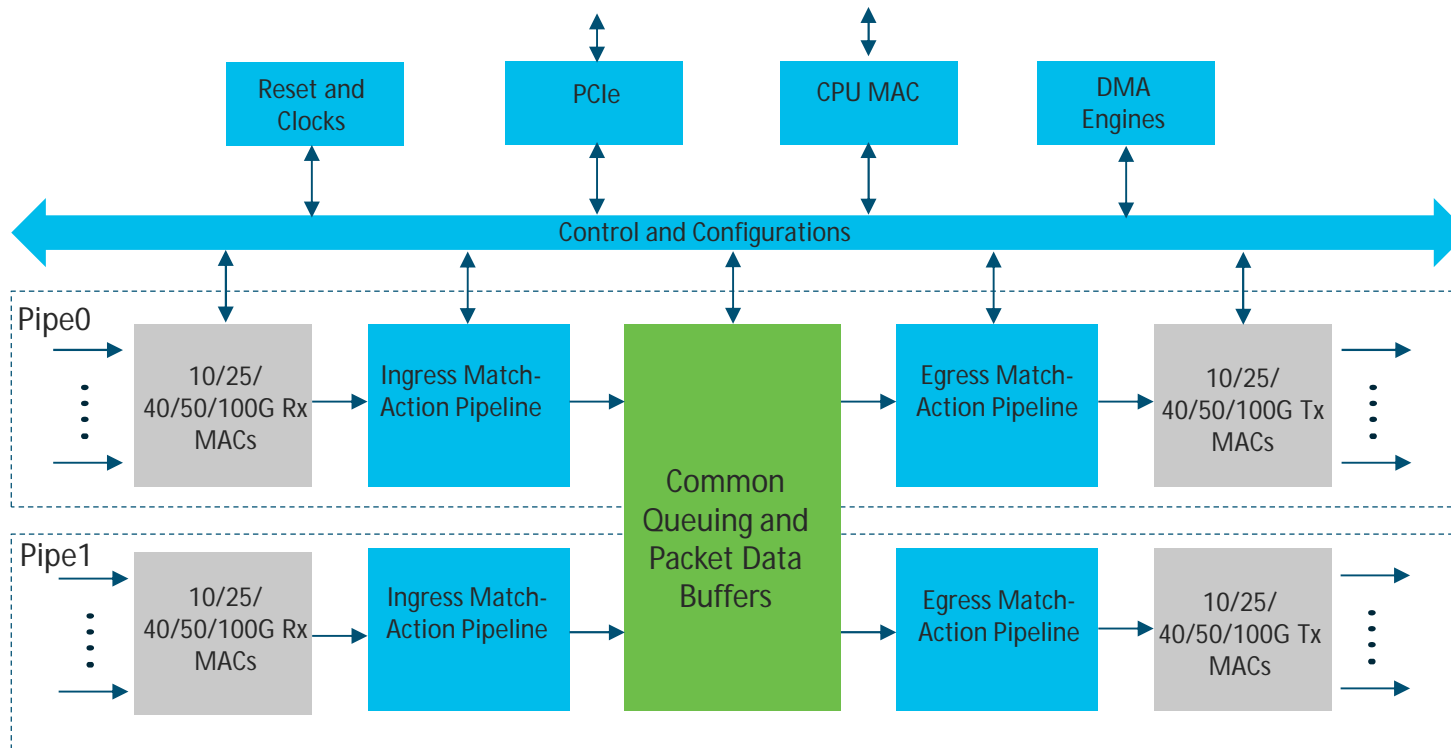 Reset and
Clocks
PCIe
CPU MAC
DMA
Engines
Control and Configurations
Pipe0
10/25/
40/50/100G Rx
MACs
Ingress Match-
Action Pipeline
Common
Queuing and
Packet Data
Buffers
Egress Match-
Action Pipeline
10/25/
40/50/100G Tx
MACs
Pipe1
10/25/
40/50/100G Rx
MACs
Ingress Match-
Action Pipeline
Egress Match-
Action Pipeline
10/25/
40/50/100G Tx
MACs